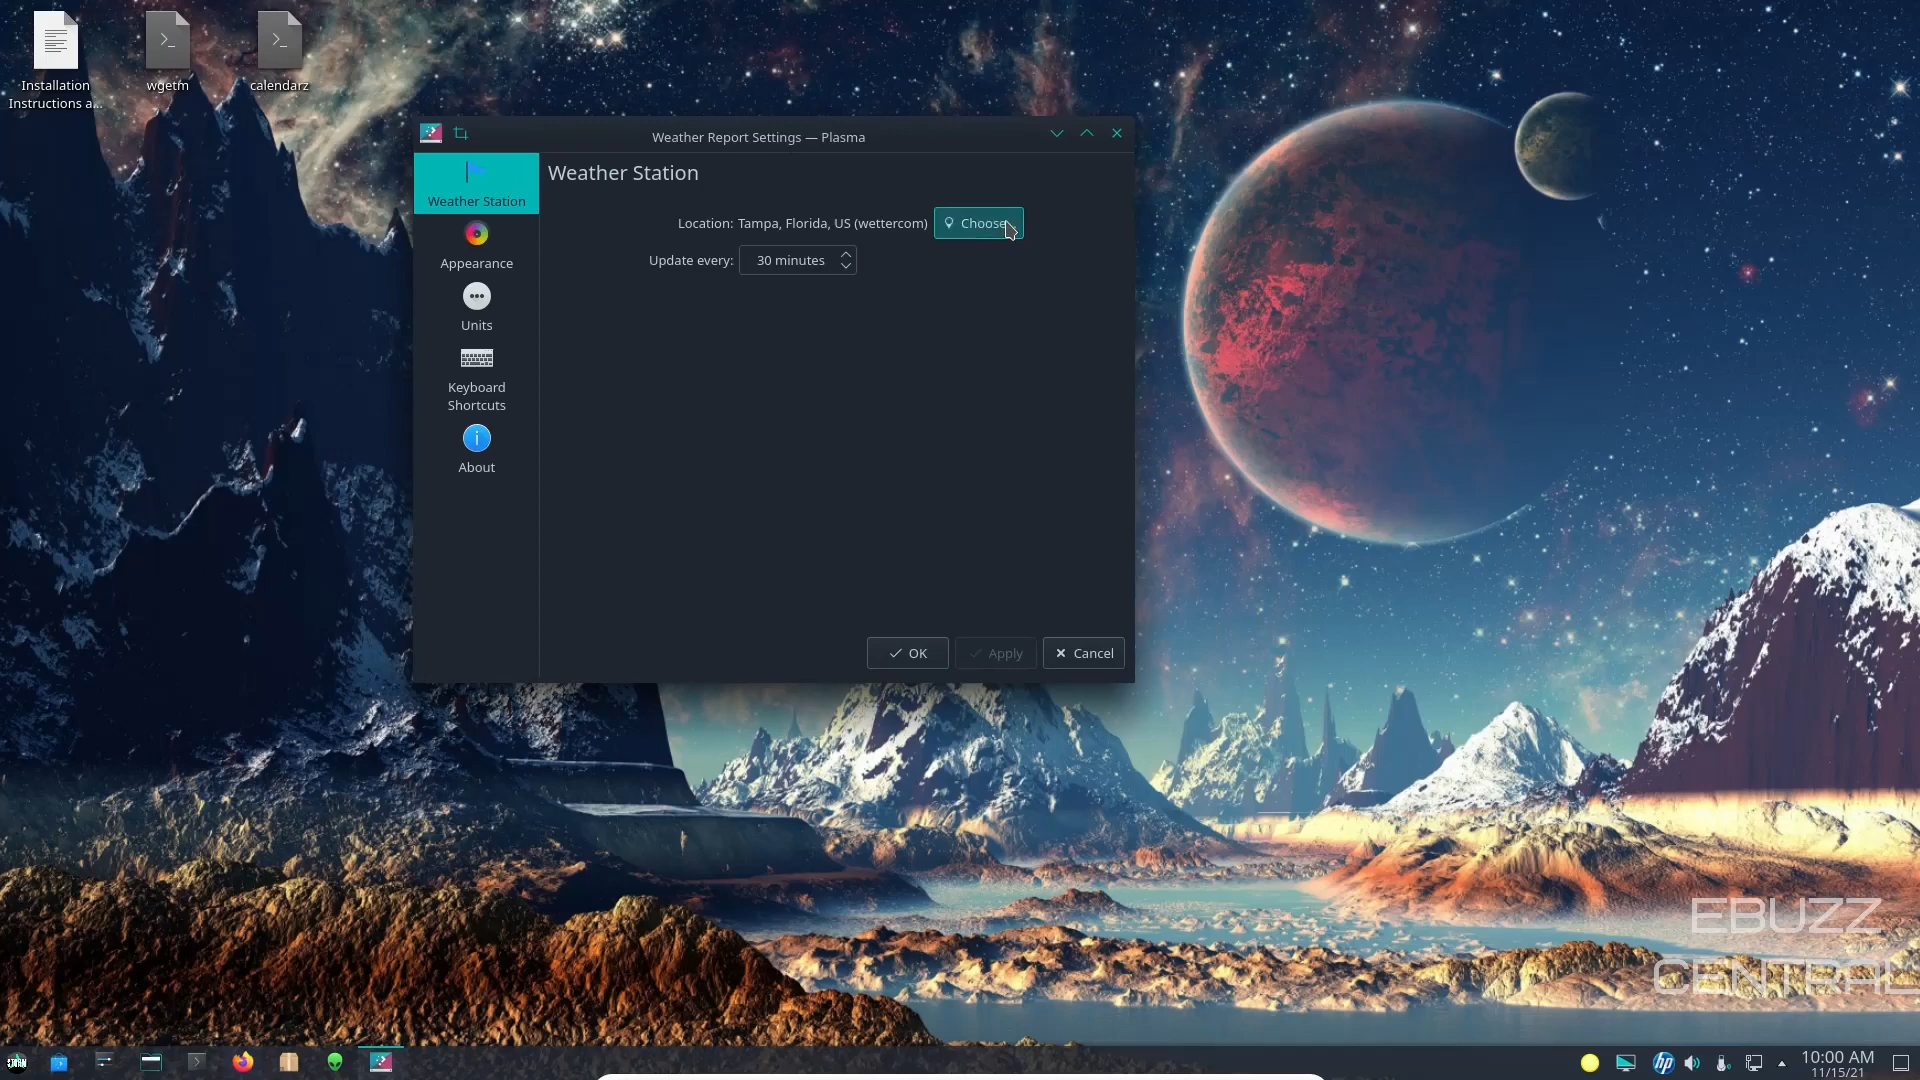 Installation
Instructions a...
wgetm
calendarz
Weather Report Settings — Plasma
Weather Station
Weather Station
Location: Tampa, Florida, US (wettercom)
Choose
Update every: 30 minutes
Appearance
Units
Keyboard
Shortcuts
About
OK
Apply
Cancel
EBUZZ
CENTRAL
hp
10:00 AM
11/15/21